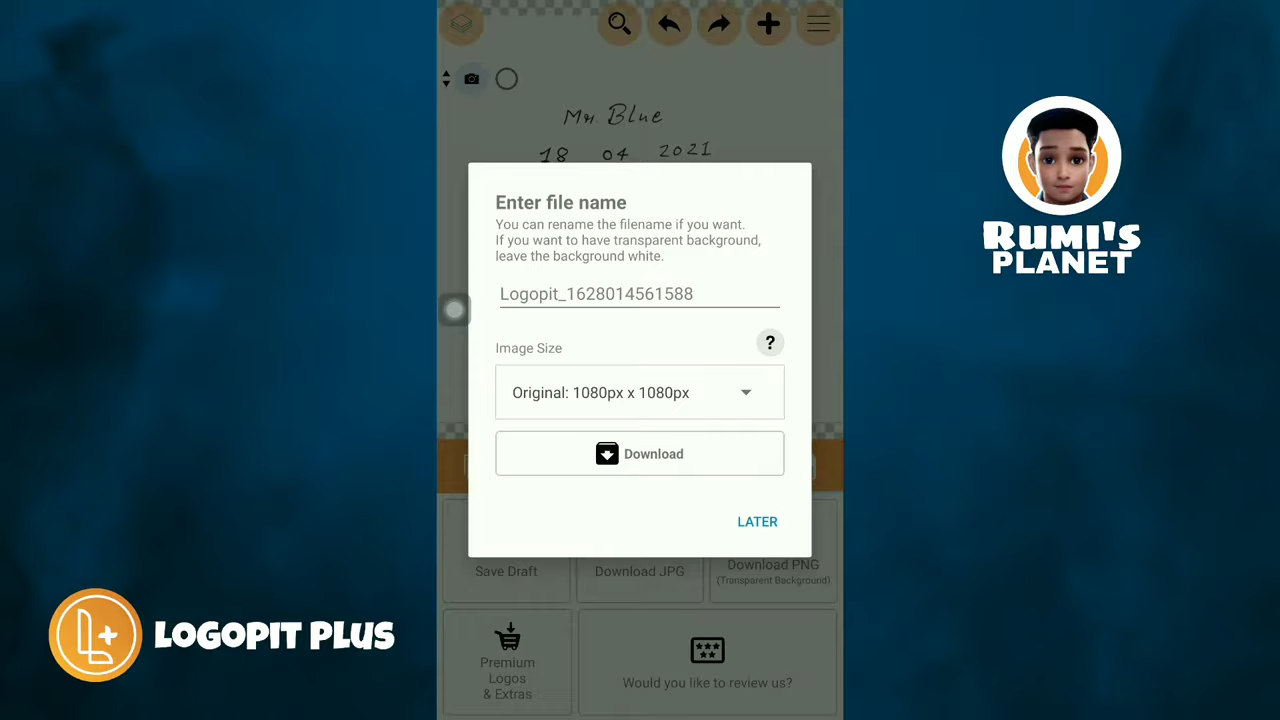 Mr. Blue
18 04 2021
Enter file name
You can rename the filename if you want.
If you want to have transparent background,
leave the background white.
Logopit_1628014561588
Image Size
?
Original: 1080px x 1080px
Download
LATER
Save Draft
Download JPG
Download PNG
(Transparent Background)
Premium
Logos
& Extras
Would you like to review us?
RUMI'S
PLANET
L+
LOGOPIT PLUS